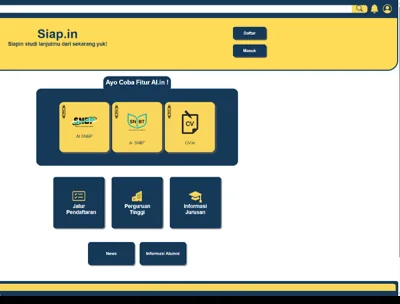 Siap.in
Siapin studi lanjutmu dari sekarang yuk!
Daftar
Masuk
Ayo Coba Fitur AI.in !
SNBP
SNBT
CV
AI SNBP
AI SNBP
CV.in
Jalur
Pendaftaran
Perguruan
Tinggi
Informasi
Jurusan
News
Informasi Alumni